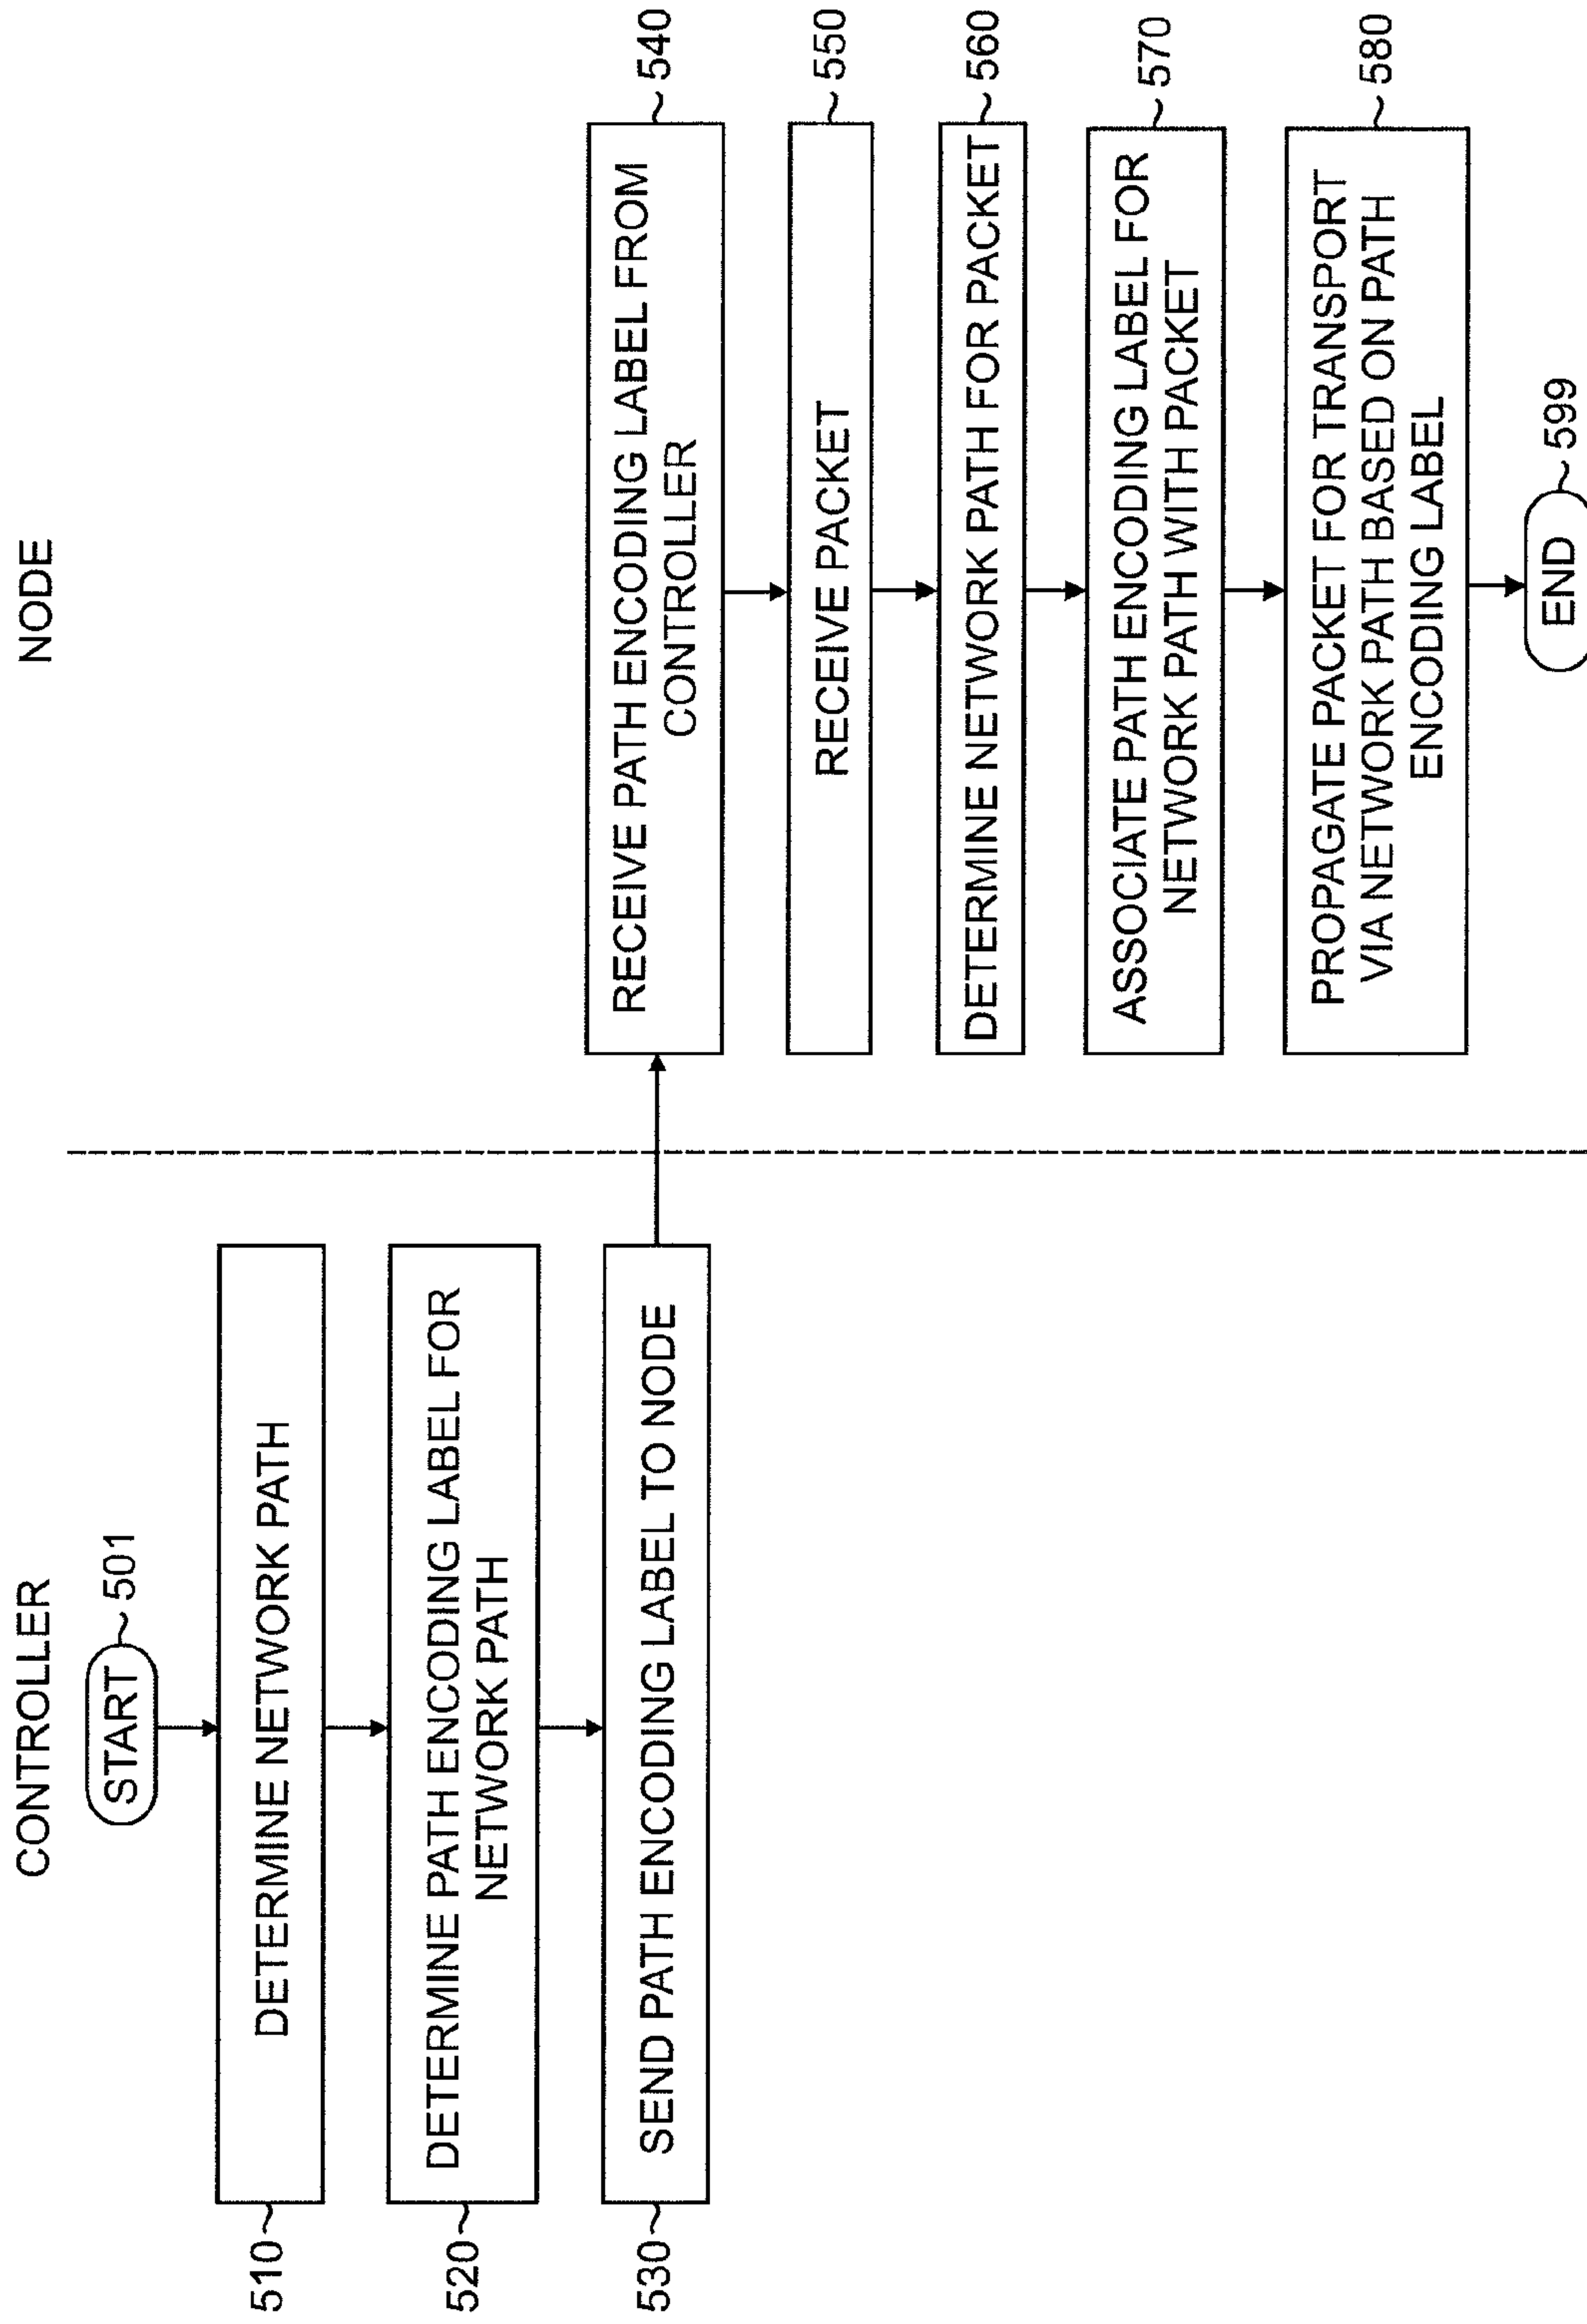 CONTROLLER
START ~ 501
510 ~
DETERMINE NETWORK PATH
520 ~
DETERMINE PATH ENCODING LABEL FOR
NETWORK PATH
530 ~
SEND PATH ENCODING LABEL TO NODE
NODE
RECEIVE PATH ENCODING LABEL FROM
CONTROLLER
~ 540
RECEIVE PACKET
~ 550
DETERMINE NETWORK PATH FOR PACKET
~ 560
ASSOCIATE PATH ENCODING LABEL FOR
NETWORK PATH WITH PACKET
~ 570
PROPAGATE PACKET FOR TRANSPORT
VIA NETWORK PATH BASED ON PATH
ENCODING LABEL
~ 580
END ~ 599